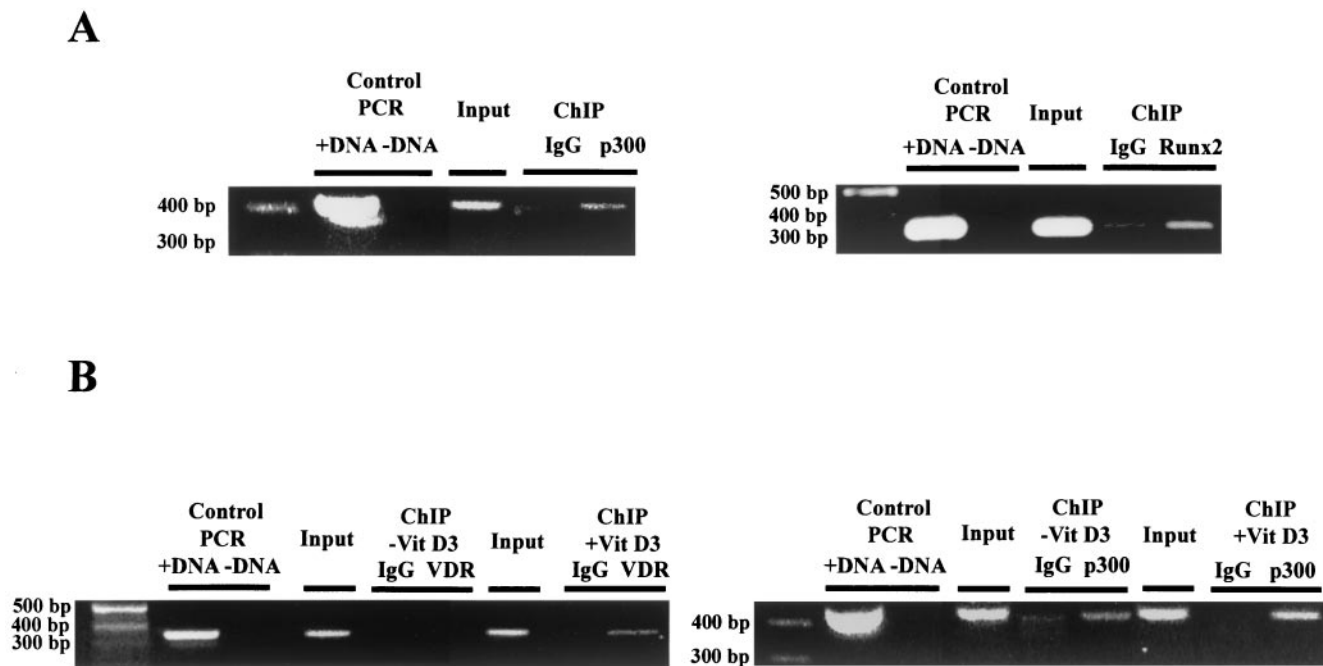 A
Control
PCR
+DNA -DNA
Input
ChIP
IgG p300
400 bp
300 bp
Control
PCR
+DNA -DNA
Input
ChIP
IgG Runx2
500 bp
400 bp
300 bp
B
Control
PCR
+DNA -DNA
Input
ChIP
-Vit D3
IgG VDR
Input
ChIP
+Vit D3
IgG VDR
500 bp
400 bp
300 bp
Control
PCR
+DNA -DNA
Input
ChIP
-Vit D3
IgG p300
Input
ChIP
+Vit D3
IgG p300
400 bp
300 bp